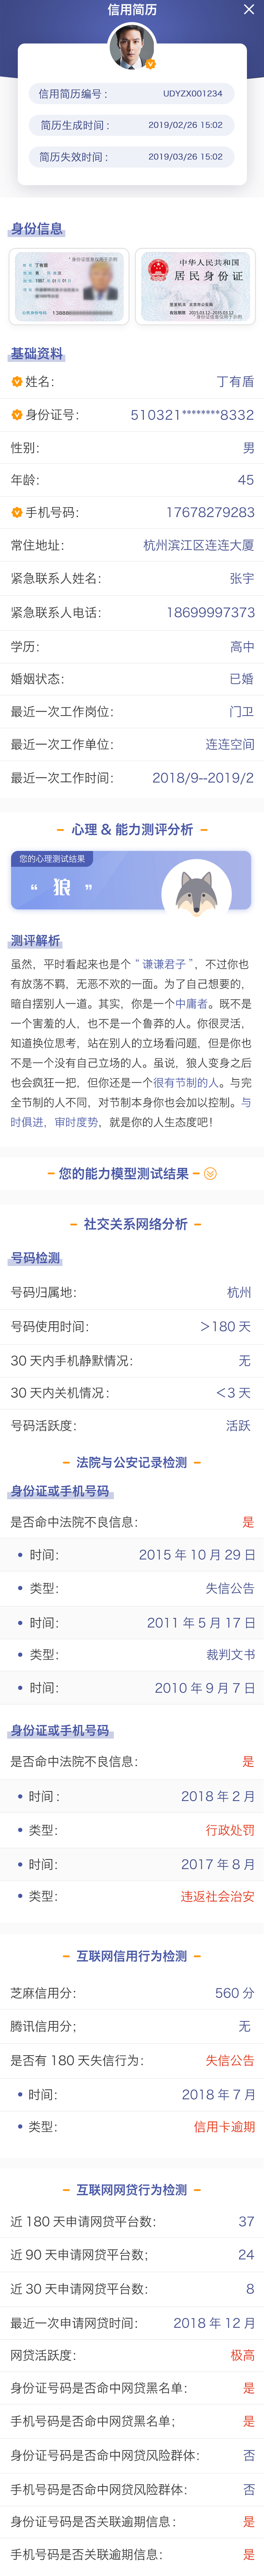 信用简历
信用简历编号： UDYZX001234
简历生成时间： 2019/02/26 15:02
简历失效时间： 2019/03/26 15:02
身份信息
*身份证信息仅用于示例
姓名 丁有盾
中华人民共和国
居民身份证
身份证信息仅用于示例
基础资料
姓名： 丁有盾
身份证号： 510321********8332
性别： 男
年龄： 45
手机号码： 17678279283
常住地址： 杭州滨江区连连大厦
紧急联系人姓名： 张宇
紧急联系人电话： 18699997373
学历： 高中
婚姻状态： 已婚
最近一次工作岗位： 门卫
最近一次工作单位： 连连空间
最近一次工作时间： 2018/9--2019/2
心理 & 能力测评分析
您的心理测试结果
“ 狼 ”
测评解析
虽然，平时看起来也是个 “ 谦谦君子 ”，不过你也
有放荡不羁，无恶不欢的一面。为了自己想要的，
暗自摆别人一道。其实，你是一个中庸者。既不是
一个害羞的人，也不是一个鲁莽的人。你很灵活，
知道换位思考，站在别人的立场看问题，但是你也
不是一个没有自己立场的人。虽说，狼人变身之后
也会疯狂一把，但你还是一个很有节制的人。与完
全节制的人不同，对节制本身你也会加以控制。与
时俱进，审时度势，就是你的人生态度吧！
您的能力模型测试结果
社交关系网络分析
号码检测
号码归属地： 杭州
号码使用时间： ＞180 天
30 天内手机静默情况： 无
30 天内关机情况： ＜3 天
号码活跃度： 活跃
法院与公安记录检测
身份证或手机号码
是否命中法院不良信息： 是
• 时间： 2015 年 10 月 29 日
• 类型： 失信公告
• 时间： 2011 年 5 月 17 日
• 类型： 裁判文书
• 时间： 2010 年 9 月 7 日
身份证或手机号码
是否命中法院不良信息： 是
• 时间： 2018 年 2 月
• 类型： 行政处罚
• 时间： 2017 年 8 月
• 类型： 违返社会治安
互联网信用行为检测
芝麻信用分： 560 分
腾讯信用分； 无
是否有 180 天失信行为： 失信公告
• 时间： 2018 年 7 月
• 类型： 信用卡逾期
互联网网贷行为检测
近 180 天申请网贷平台数： 37
近 90 天申请网贷平台数； 24
近 30 天申请网贷平台数： 8
最近一次申请网贷时间： 2018 年 12 月
网贷活跃度： 极高
身份证号码是否命中网贷黑名单： 是
手机号码是否命中网贷黑名单； 是
身份证号码是否命中网贷风险群体： 否
手机号码是否命中网贷风险群体： 否
身份证号码是否关联逾期信息： 是
手机号码是否关联逾期信息： 是